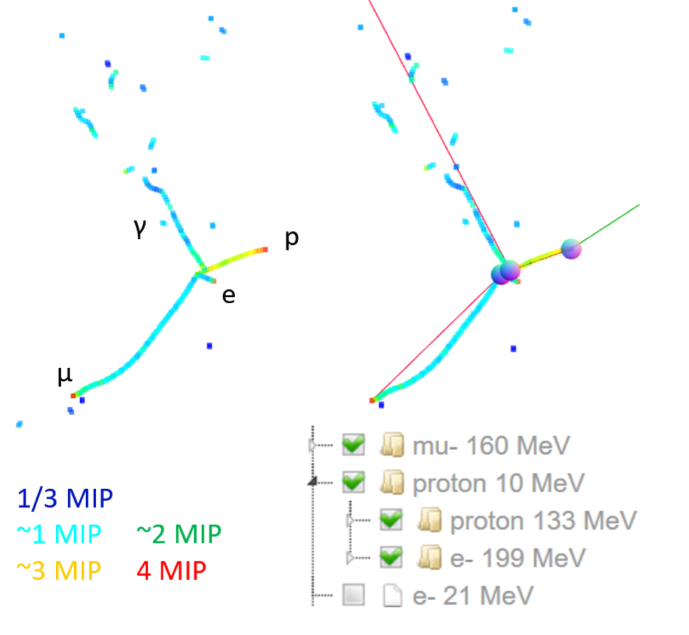 γ
p
e
μ
1/3 MIP
~1 MIP ~2 MIP
~3 MIP 4 MIP
mu- 160 MeV
proton 10 MeV
proton 133 MeV
e- 199 MeV
e- 21 MeV